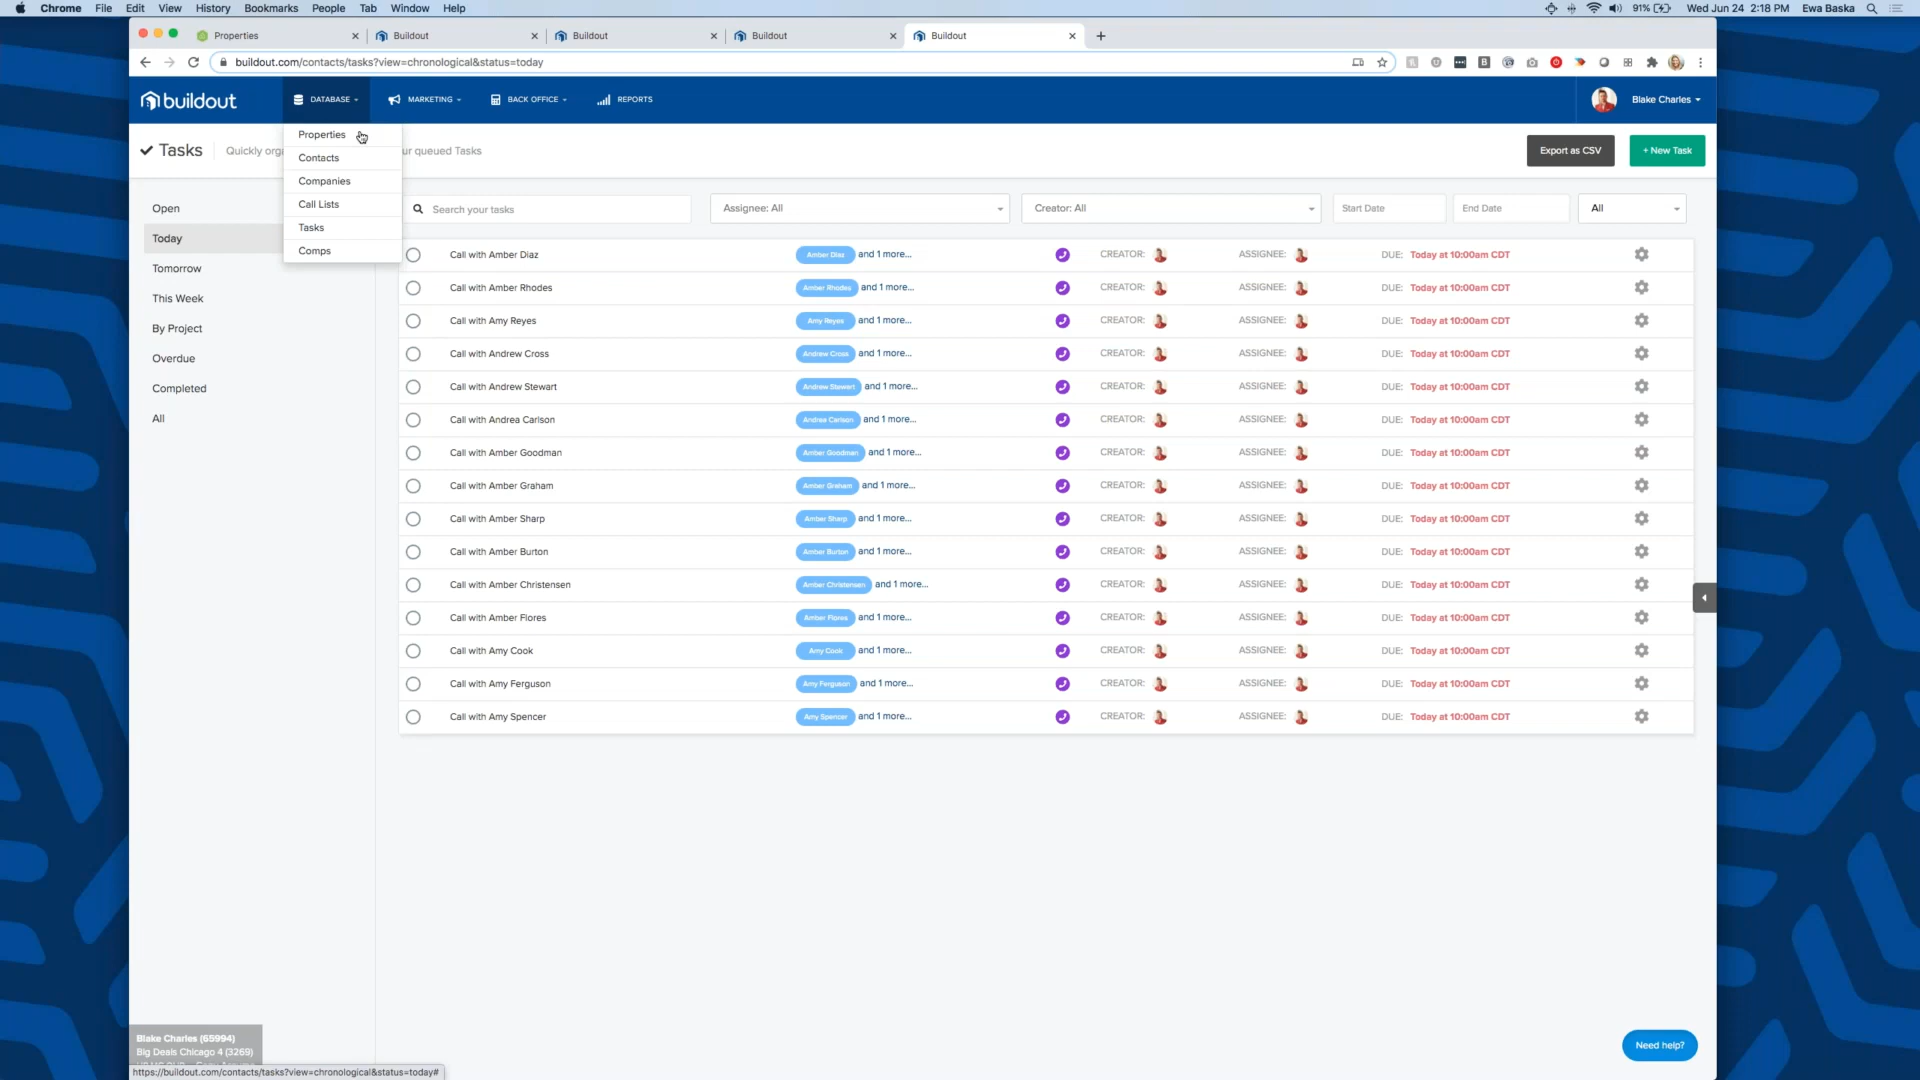 Chrome File Edit View History Bookmarks People Tab Window Help
91% Wed Jun 24 2:18 PM Ewa Baska
Properties Buildout Buildout Buildout Buildout
buildout.com/contacts/tasks?view=chronological&status=today
buildout DATABASE MARKETING BACK OFFICE REPORTS Blake Charles
Properties
Contacts
Companies
Call Lists
Tasks
Comps
Tasks Quickly orga ur queued Tasks Export as CSV + New Task
Open
Today
Tomorrow
This Week
By Project
Overdue
Completed
All
Search your tasks Assignee: All Creator: All Start Date End Date All
Call with Amber Diaz Amber Diaz and 1 more... CREATOR: ASSIGNEE: DUE: Today at 10:00am CDT
Call with Amber Rhodes Amber Rhodes and 1 more... CREATOR: ASSIGNEE: DUE: Today at 10:00am CDT
Call with Amy Reyes Amy Reyes and 1 more... CREATOR: ASSIGNEE: DUE: Today at 10:00am CDT
Call with Andrew Cross Andrew Cross and 1 more... CREATOR: ASSIGNEE: DUE: Today at 10:00am CDT
Call with Andrew Stewart Andrew Stewart and 1 more... CREATOR: ASSIGNEE: DUE: Today at 10:00am CDT
Call with Andrea Carlson Andrea Carlson and 1 more... CREATOR: ASSIGNEE: DUE: Today at 10:00am CDT
Call with Amber Goodman Amber Goodman and 1 more... CREATOR: ASSIGNEE: DUE: Today at 10:00am CDT
Call with Amber Graham Amber Graham and 1 more... CREATOR: ASSIGNEE: DUE: Today at 10:00am CDT
Call with Amber Sharp Amber Sharp and 1 more... CREATOR: ASSIGNEE: DUE: Today at 10:00am CDT
Call with Amber Burton Amber Burton and 1 more... CREATOR: ASSIGNEE: DUE: Today at 10:00am CDT
Call with Amber Christensen Amber Christensen and 1 more... CREATOR: ASSIGNEE: DUE: Today at 10:00am CDT
Call with Amber Flores Amber Flores and 1 more... CREATOR: ASSIGNEE: DUE: Today at 10:00am CDT
Call with Amy Cook Amy Cook and 1 more... CREATOR: ASSIGNEE: DUE: Today at 10:00am CDT
Call with Amy Ferguson Amy Ferguson and 1 more... CREATOR: ASSIGNEE: DUE: Today at 10:00am CDT
Call with Amy Spencer Amy Spencer and 1 more... CREATOR: ASSIGNEE: DUE: Today at 10:00am CDT
Blake Charles (65994)
Big Deals Chicago 4 (3269)
Need help?
https://buildout.com/contacts/tasks?view=chronological&status=today#